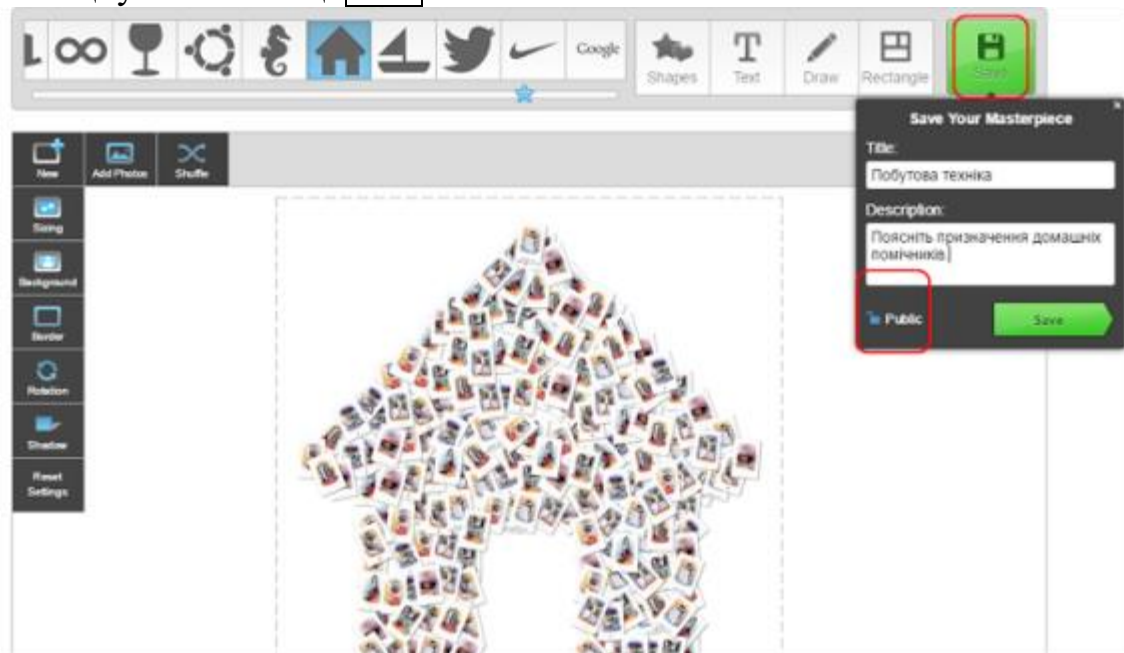 Google
Shapes
Text
Draw
Rectangle
Save
Save Your Masterpiece
Title:
Побутова техніка
Description:
Поясніть призначення домашніх
помічників
Public
Save
New
Add Photos
Shuffle
Sizing
Background
Border
Rotation
Shadow
Reset
Settings